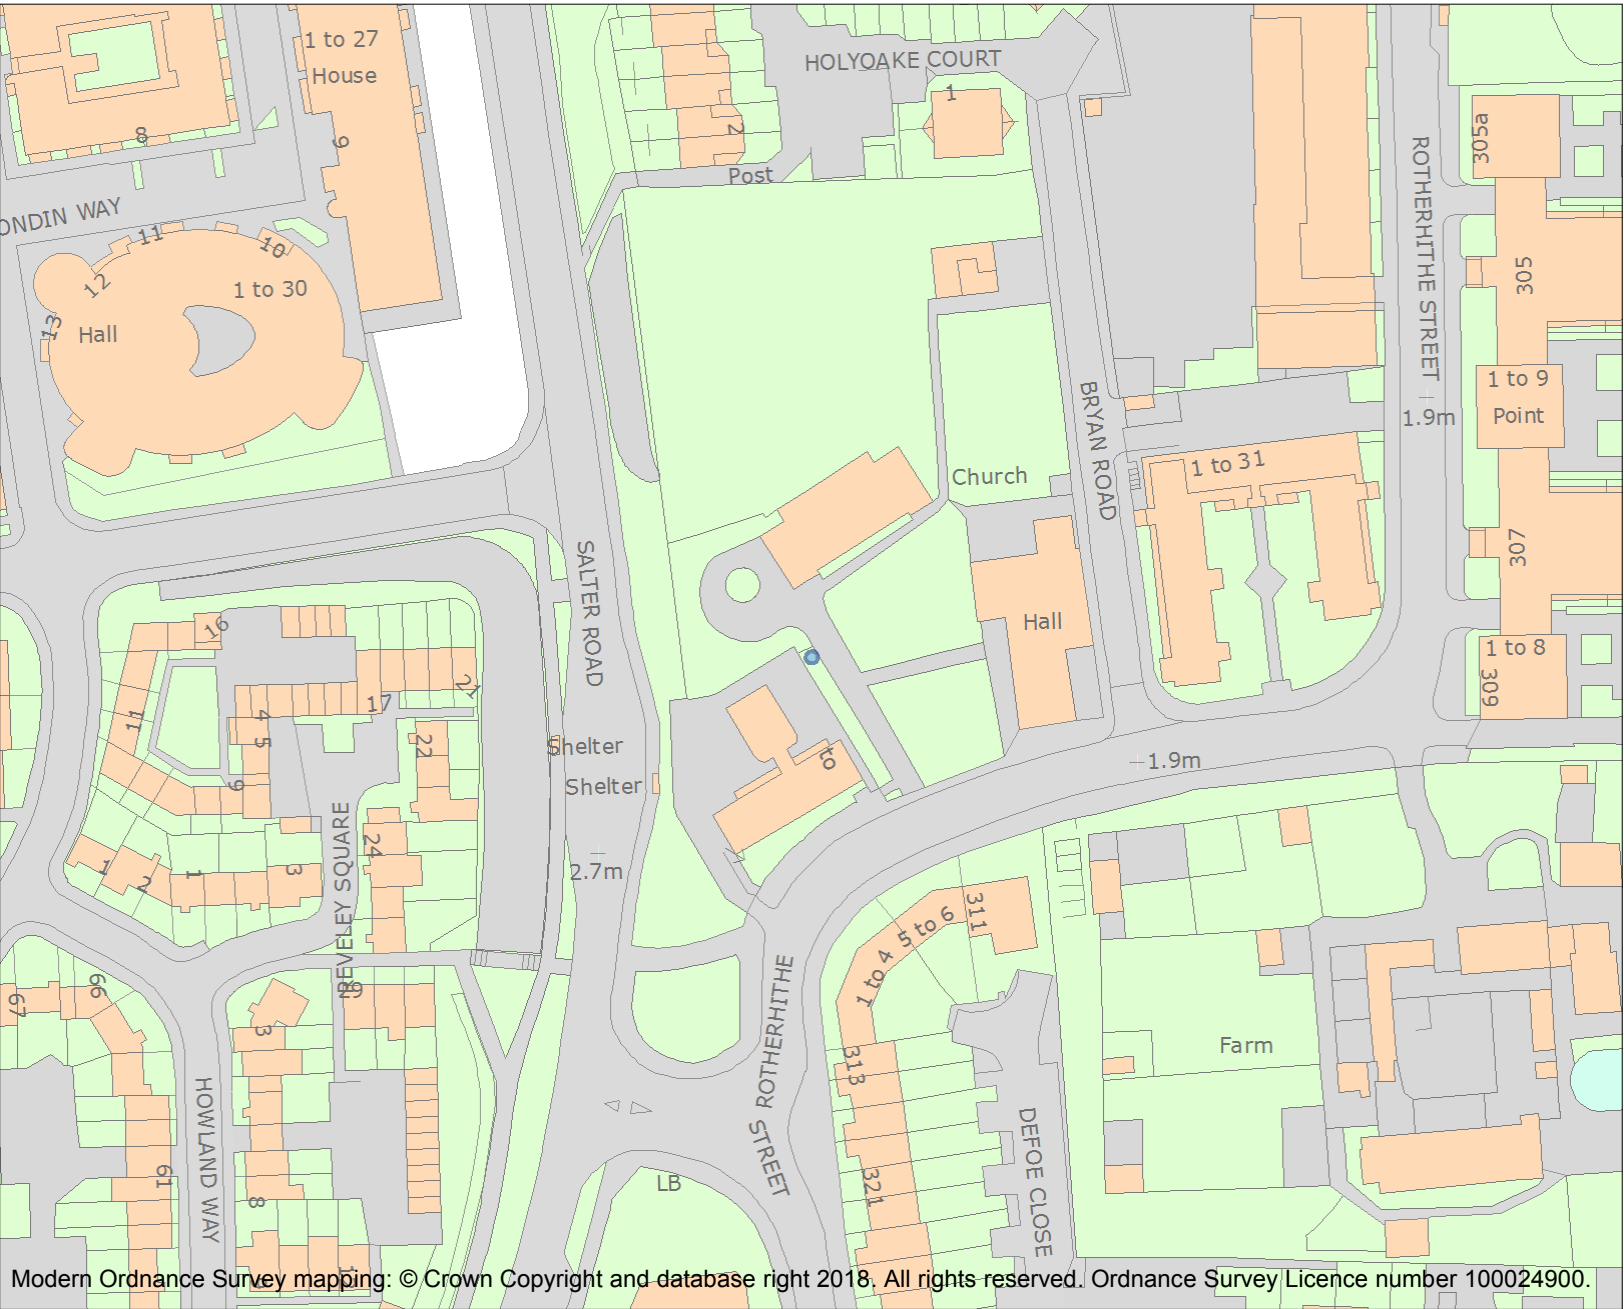 1 to 27
House
HOLYOAKE COURT
1
8
9
2
Post
305a
ROTHERHITHE STREET
ONDIN WAY
11
10
12
1 to 30
13
Hall
305
1 to 9
Point
1.9m
BRYAN ROAD
Church
1 to 31
307
SALTER ROAD
Hall
16
1 to 8
309
21
17
11
4
5
22
Shelter
to
1.9m
Shelter
6
REVELEY SQUARE
24
2.7m
1
2
1
3
311
5 to 6
1 to 4
66
67
29
3
ROTHERHITHE STREET
Farm
313
HOWLAND WAY
DEFOE CLOSE
61
LB
321
8
Modern Ordnance Survey mapping: © Crown Copyright and database right 2018. All rights reserved. Ordnance Survey Licence number 100024900.